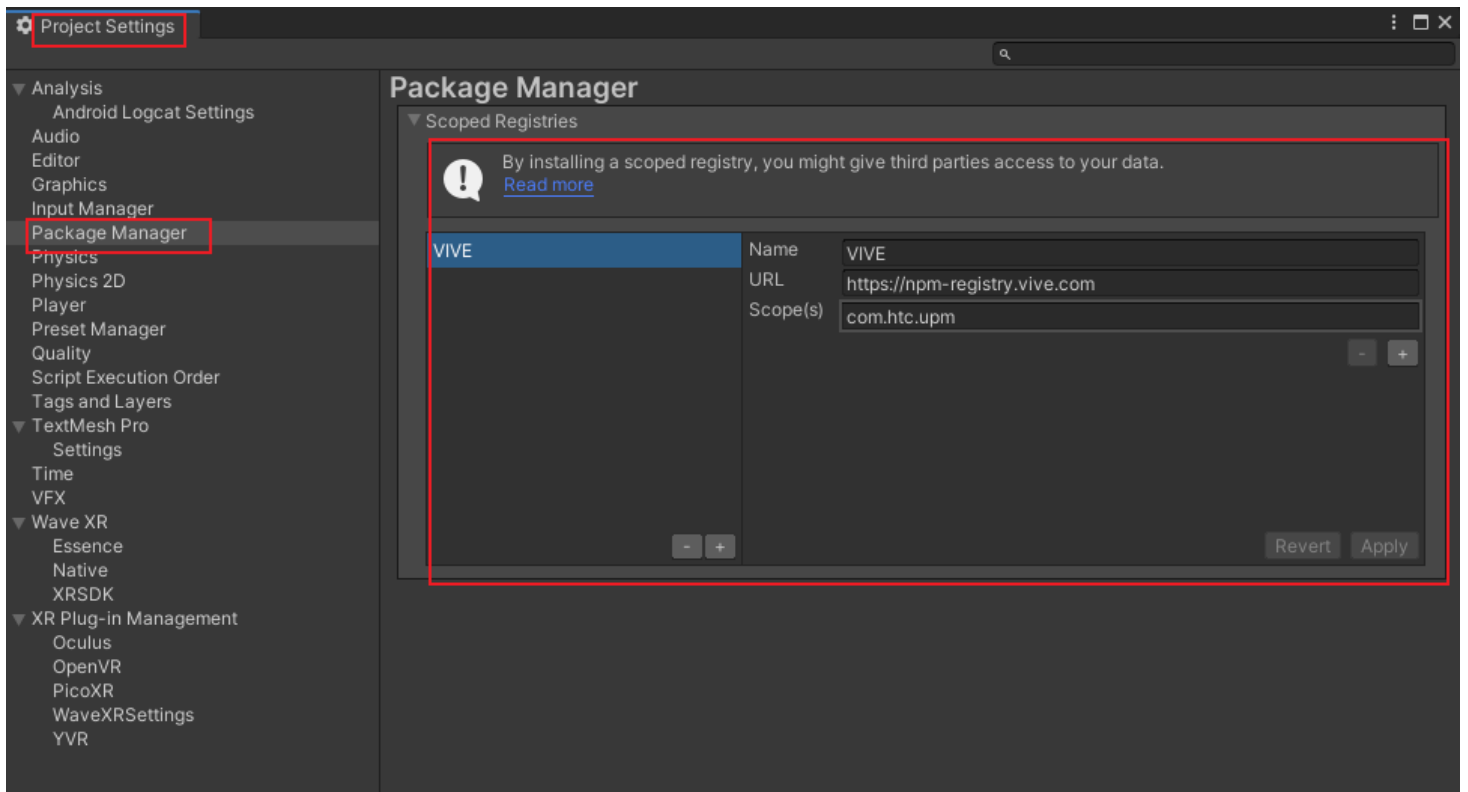 Project Settings
Analysis
Android Logcat Settings
Audio
Editor
Graphics
Input Manager
Package Manager
Physics
Physics 2D
Player
Preset Manager
Quality
Script Execution Order
Tags and Layers
TextMesh Pro
Settings
Time
VFX
Wave XR
Essence
Native
XRSDK
XR Plug-in Management
Oculus
OpenVR
PicoXR
WaveXRSettings
YVR
Package Manager
Scoped Registries
By installing a scoped registry, you might give third parties access to your data.
Read more
VIVE
Name VIVE
URL https://npm-registry.vive.com
Scope(s) com.htc.upm
- +
- +
Revert Apply